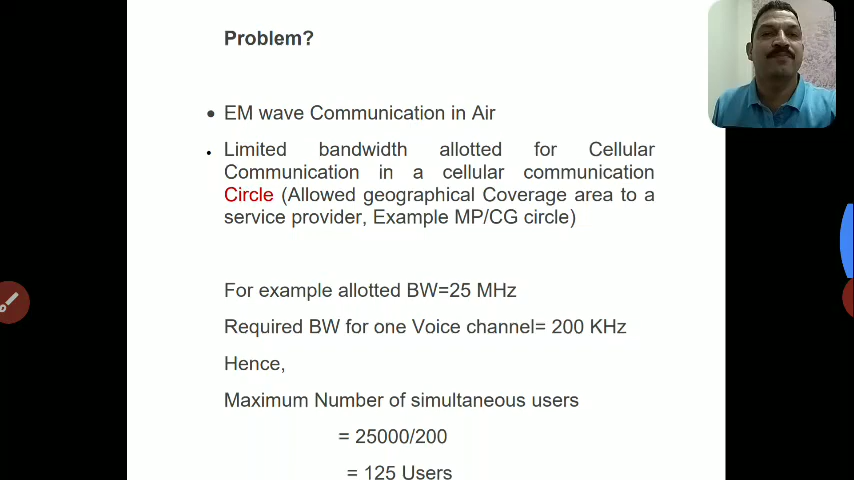 Problem?
• EM wave Communication in Air
• Limited bandwidth allotted for Cellular
Communication in a cellular communication
Circle (Allowed geographical Coverage area to a
service provider, Example MP/CG circle)
For example allotted BW=25 MHz
Required BW for one Voice channel= 200 KHz
Hence,
Maximum Number of simultaneous users
= 25000/200
= 125 Users